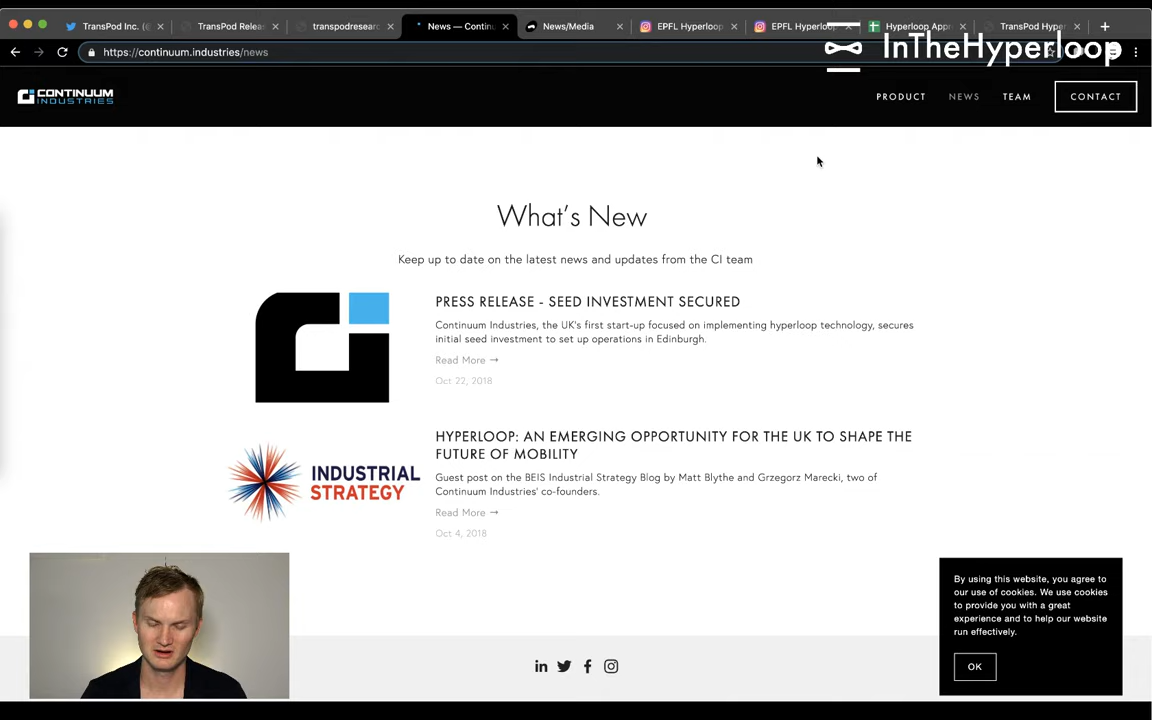 TransPod Inc. (
TransPod Relea
transpodresearc
News — Contin
News/Media
EPFL Hyperloop
EPFL Hyperloo
Hyperloop Appr
TransPod Hype
https://continuum.industries/news
InTheHyperloop
CONTINUUM
INDUSTRIES
PRODUCT
NEWS
TEAM
CONTACT
What's New
Keep up to date on the latest news and updates from the CI team
PRESS RELEASE - SEED INVESTMENT SECURED
Continuum Industries, the UK's first start-up focused on implementing hyperloop technology, secures
initial seed investment to set up operations in Edinburgh.
Read More →
Oct 22, 2018
HYPERLOOP: AN EMERGING OPPORTUNITY FOR THE UK TO SHAPE THE
FUTURE OF MOBILITY
INDUSTRIAL
STRATEGY
Guest post on the BEIS Industrial Strategy Blog by Matt Blythe and Grzegorz Marecki, two of
Continuum Industries' co-founders.
Read More →
Oct 4, 2018
By using this website, you agree to
our use of cookies. We use cookies
to provide you with a great
experience and to help our website
run effectively.
OK